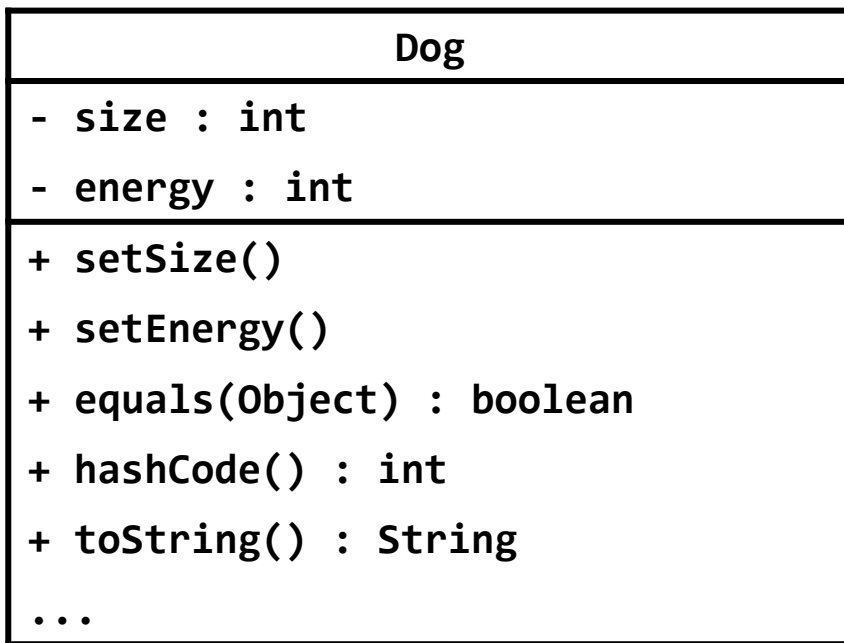 Dog
- size : int
- energy : int
+ setSize()
+ setEnergy()
+ equals(Object) : boolean
+ hashCode() : int
+ toString() : String
...